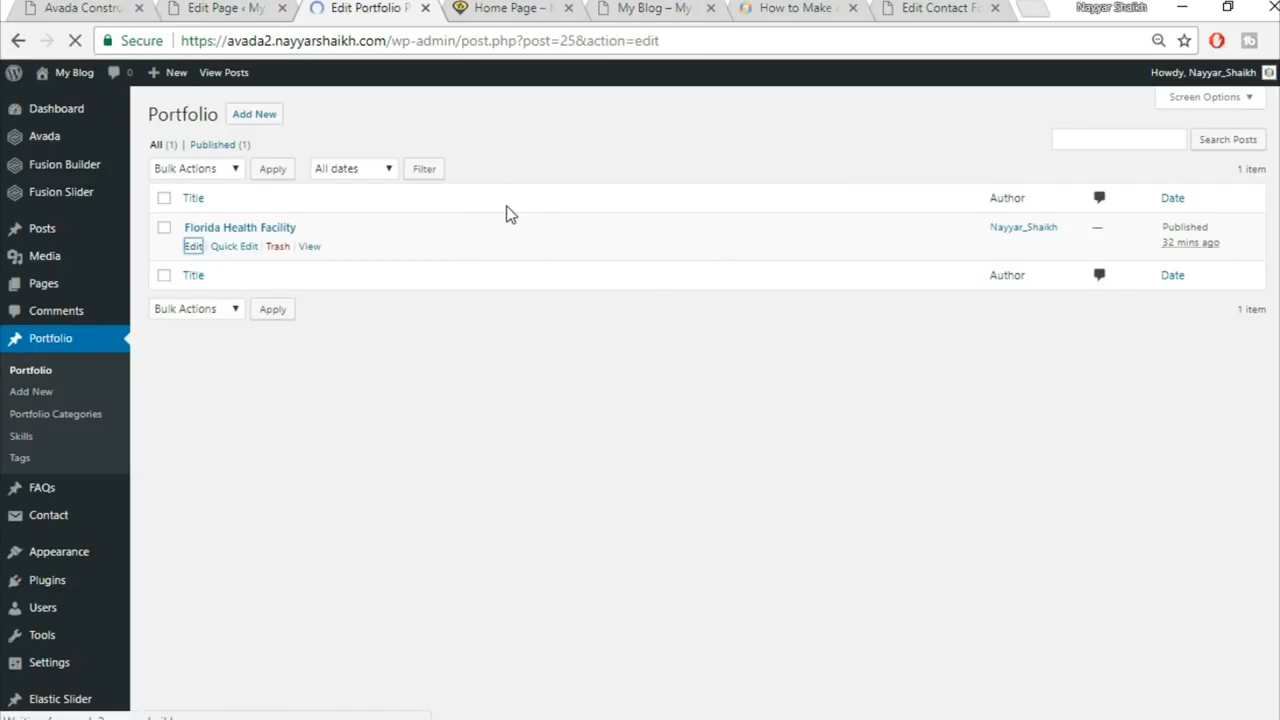 Avada Constru
Edit Page ‹ My
Edit Portfolio P
Home Page –
My Blog – My
How to Make
Edit Contact Fo
Nayyar Shaikh
Secure
https://avada2.nayyarshaikh.com/wp-admin/post.php?post=25&action=edit
My Blog
0
New
View Posts
Howdy, Nayyar_Shaikh
Dashboard
Avada
Fusion Builder
Fusion Slider
Posts
Media
Pages
Comments
Portfolio
Portfolio
Add New
Portfolio Categories
Skills
Tags
FAQs
Contact
Appearance
Plugins
Users
Tools
Settings
Elastic Slider
Portfolio
Add New
Screen Options
All (1) | Published (1)
Search Posts
Bulk Actions
Apply
All dates
Filter
1 item
Title
Author
Date
Florida Health Facility
Edit | Quick Edit | Trash | View
Nayyar_Shaikh
—
Published
32 mins ago
Title
Author
Date
Bulk Actions
Apply
1 item